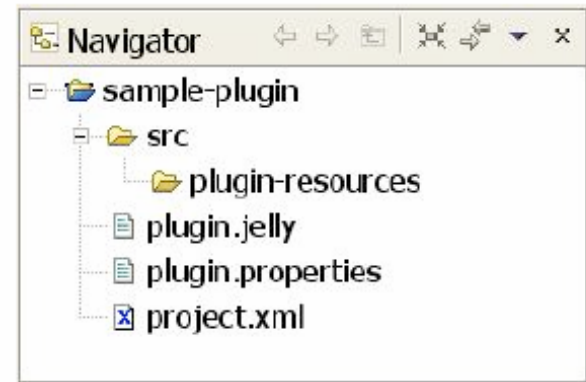 Navigator
sample-plugin
src
plugin-resources
plugin.jelly
plugin.properties
project.xml